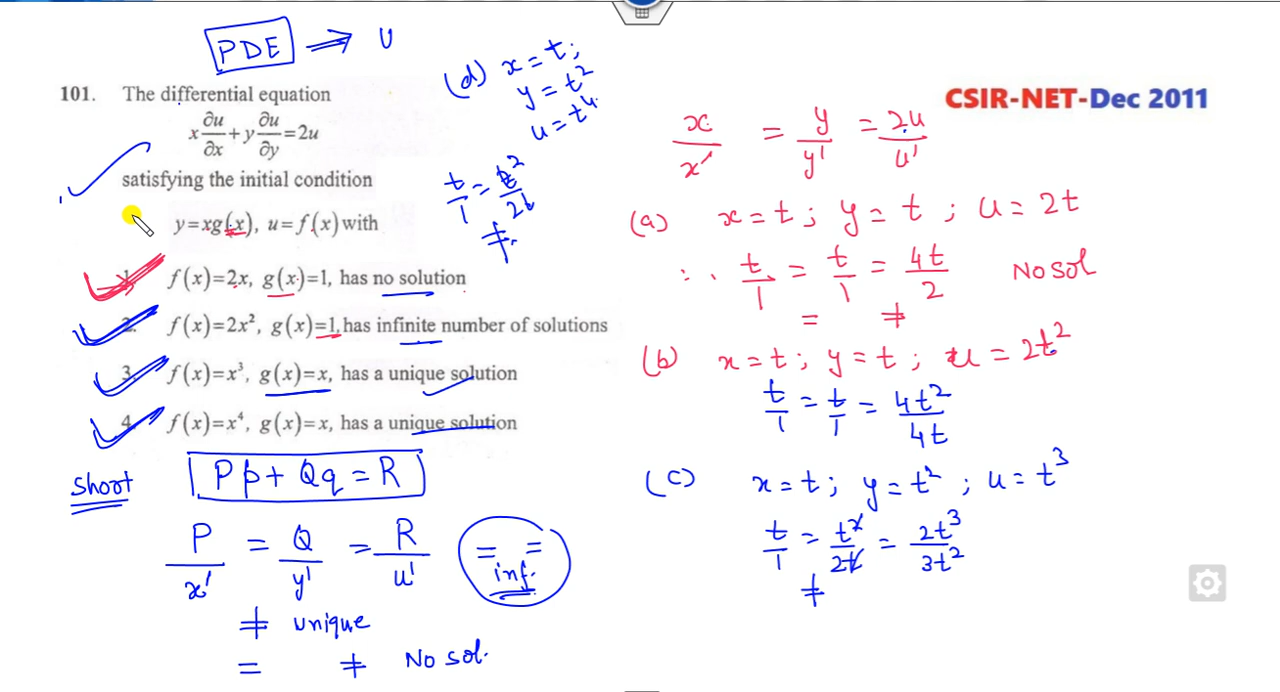 PDE ⇒ U
101. The differential equation
x ∂u/∂x + y ∂u/∂y = 2u
satisfying the initial condition
y=xg(x), u=f(x) with
1. f(x)=2x, g(x)=1, has no solution
2. f(x)=2x², g(x)=1, has infinite number of solutions
3. f(x)=x³, g(x)=x, has a unique solution
4. f(x)=x⁴, g(x)=x, has a unique solution
Short
Pp + Qq = R
P/x' = Q/y' = R/u'
= =
inf.
≠ unique
= ≠ No sol.
(d) x = t;
y = t²
u = t⁴
t/1 = t²/2t
≠
CSIR-NET-Dec 2011
x/x' = y/y' = 2u/u'
(a) x = t ; y = t ; u = 2t
∴ t/1 = t/1 = 4t/2 No sol
= ≠
(b) x = t ; y = t ; u = 2t²
t/1 = t/1 = 4t²/4t
(c) x = t ; y = t² ; u = t³
t/1 = t²/2t = 2t³/3t²
≠